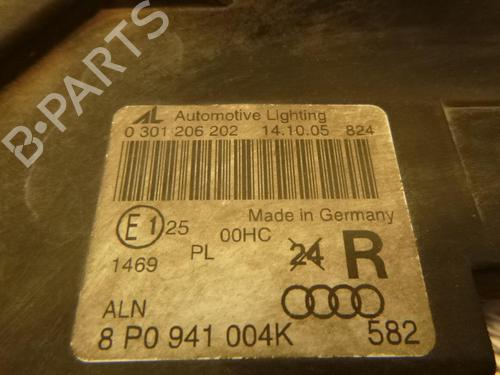 B-PARTS
AL Automotive Lighting
0 301 206 202 14.10.05 824
Made in Germany
E1 25 00HC 24 R
1469 PL
ALN
8 P0 941 004K 582